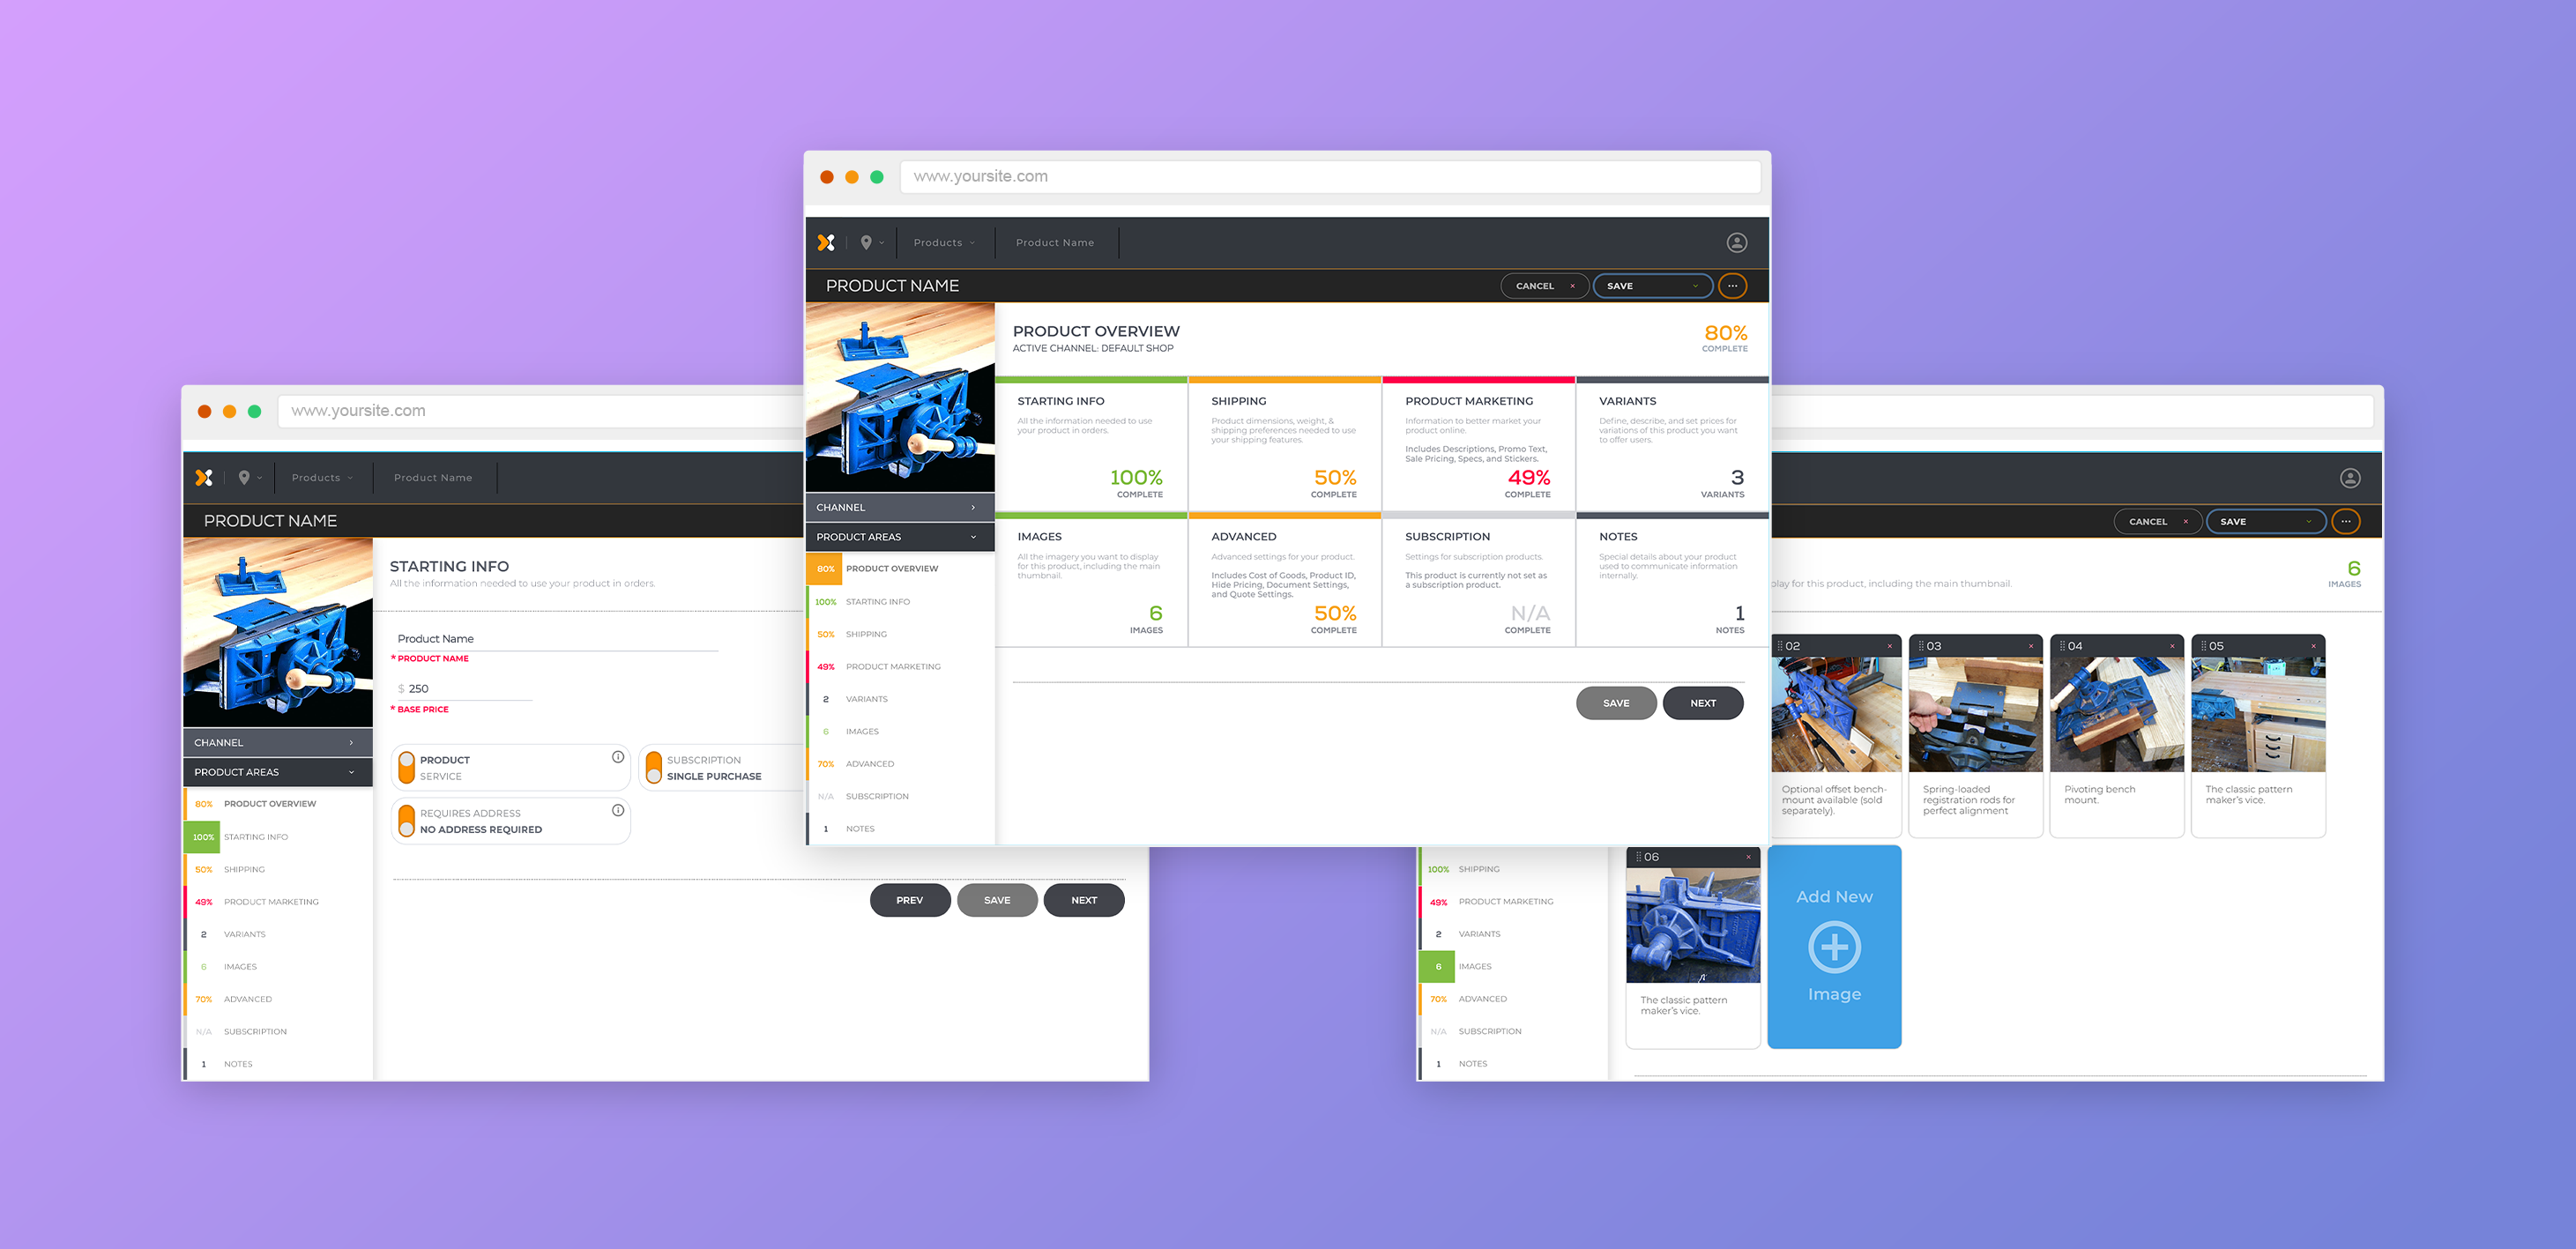 www.yoursite.com
Products
Product Name
PRODUCT NAME
CANCEL ×
SAVE
PRODUCT OVERVIEW
ACTIVE CHANNEL: DEFAULT SHOP
80%
COMPLETE
STARTING INFO
All the information needed to use
your product in orders.
100%
COMPLETE
SHIPPING
Product dimensions, weight, &
shipping preferences needed to use
your shipping features.
50%
COMPLETE
PRODUCT MARKETING
Information to better market your
product online.
Includes Descriptions, Promo Text,
Sale Pricing, Specs, and Stickers.
49%
COMPLETE
VARIANTS
Define, describe, and set prices for
variations of this product you want
to offer users.
3
VARIANTS
IMAGES
All the imagery you want to display
for this product, including the main
thumbnail.
6
IMAGES
ADVANCED
Advanced settings for your product.
Includes Cost of Goods, Product ID,
Hide Pricing, Document Settings,
and Quote Settings.
50%
COMPLETE
SUBSCRIPTION
Settings for subscription products.
This product is currently not set as
a subscription product.
N/A
COMPLETE
NOTES
Special details about your product
used to communicate information
internally.
1
NOTES
CHANNEL
PRODUCT AREAS
80% PRODUCT OVERVIEW
100% STARTING INFO
50% SHIPPING
49% PRODUCT MARKETING
2 VARIANTS
6 IMAGES
70% ADVANCED
N/A SUBSCRIPTION
1 NOTES
SAVE
NEXT
www.yoursite.com
Products
Product Name
PRODUCT NAME
STARTING INFO
All the information needed to use your product in orders.
Product Name
* PRODUCT NAME
$ 250
* BASE PRICE
PRODUCT
SERVICE
SUBSCRIPTION
SINGLE PURCHASE
REQUIRES ADDRESS
NO ADDRESS REQUIRED
CHANNEL
PRODUCT AREAS
80% PRODUCT OVERVIEW
100% STARTING INFO
50% SHIPPING
49% PRODUCT MARKETING
2 VARIANTS
6 IMAGES
70% ADVANCED
N/A SUBSCRIPTION
1 NOTES
PREV
SAVE
NEXT
CANCEL ×
SAVE
play for this product, including the main thumbnail.
6
IMAGES
02 ×
Optional offset bench-
mount available (sold
separately).
03 ×
Spring-loaded
registration rods for
perfect alignment
04 ×
Pivoting bench
mount.
05 ×
The classic pattern
maker's vice.
06 ×
The classic pattern
maker's vice.
Add New
Image
100% SHIPPING
49% PRODUCT MARKETING
2 VARIANTS
6 IMAGES
70% ADVANCED
N/A SUBSCRIPTION
1 NOTES